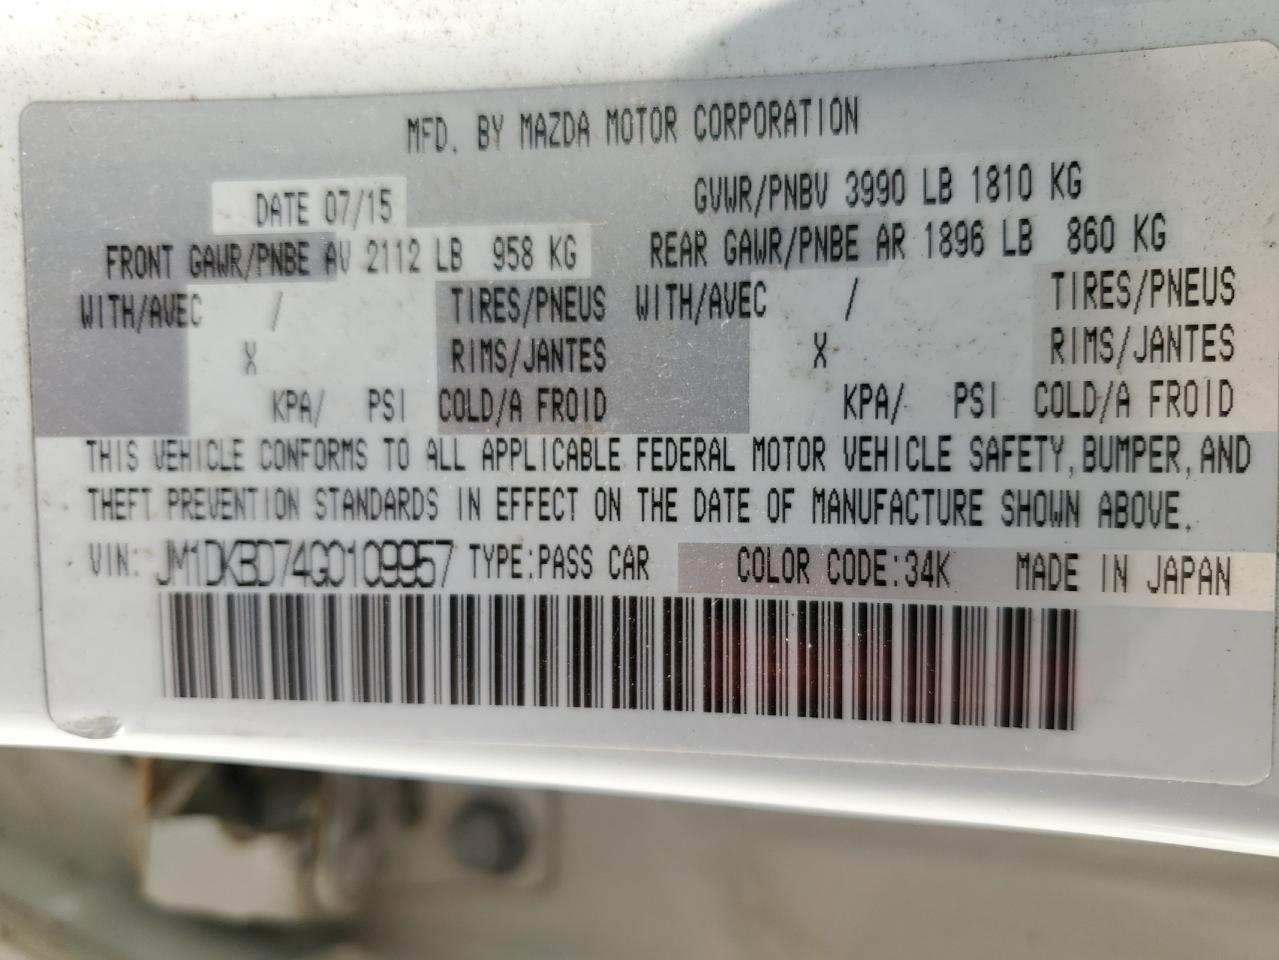 MFD. BY MAZDA MOTOR CORPORATION
DATE 07/15 GVWR/PNBV 3990 LB 1810 KG
FRONT GAWR/PNBE AV 2112 LB 958 KG REAR GAWR/PNBE AR 1896 LB 860 KG
WITH/AVEC / TIRES/PNEUS WITH/AVEC / TIRES/PNEUS
X RIMS/JANTES X RIMS/JANTES
KPA/ PSI COLD/A FROID KPA/ PSI COLD/A FROID
THIS VEHICLE CONFORMS TO ALL APPLICABLE FEDERAL MOTOR VEHICLE SAFETY, BUMPER, AND
THEFT PREVENTION STANDARDS IN EFFECT ON THE DATE OF MANUFACTURE SHOWN ABOVE.
VIN: JM1DKBD74G0109957 TYPE:PASS CAR COLOR CODE:34K MADE IN JAPAN